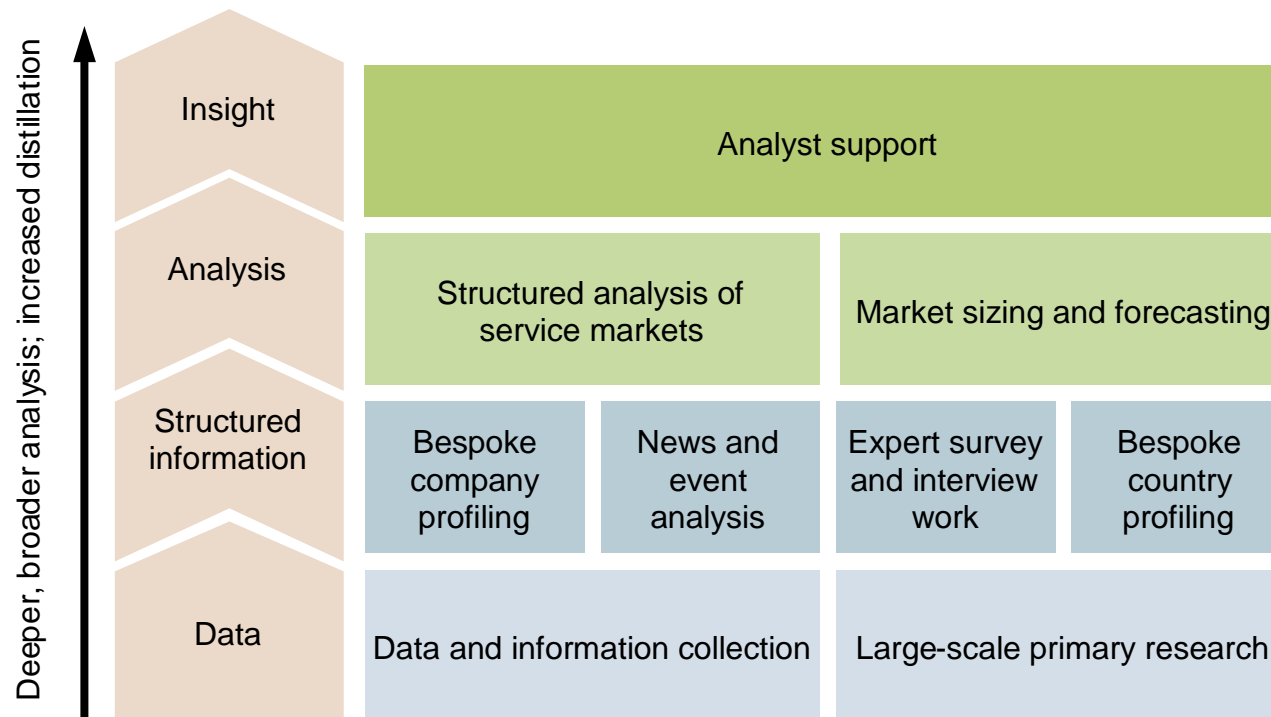 Deeper, broader analysis; increased distillation
Insight
Analyst support
Analysis
Structured analysis of
service markets
Market sizing and forecasting
Structured
information
Bespoke
company
profiling
News and
event
analysis
Expert survey
and interview
work
Bespoke
country
profiling
Data
Data and information collection
Large-scale primary research